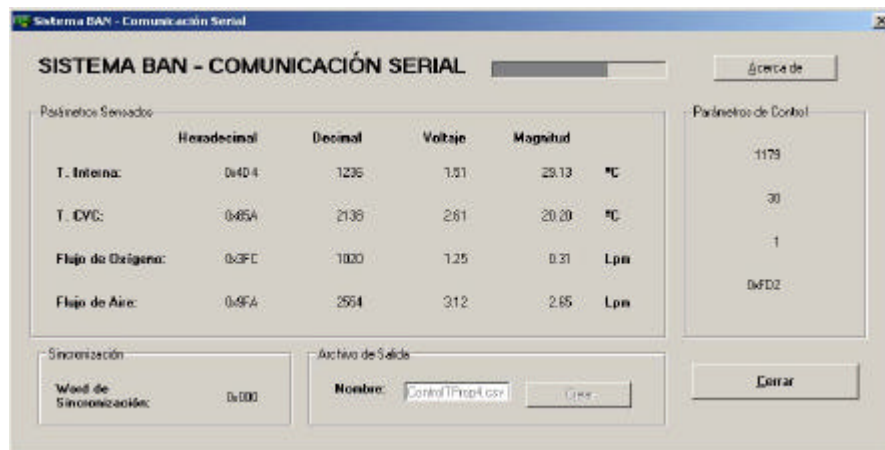 Sistema BAN - Comunicación Serial
SISTEMA BAN - COMUNICACIÓN SERIAL
Acerca de
Parámetros Sensados
Hexadecimal Decimal Voltaje Magnitud
T. Interna: 0x4D4 1236 1.51 29.13 ºC
T. CVC: 0x85A 2138 2.61 20.20 ºC
Flujo de Oxígeno: 0x3FC 1020 1.25 0.31 Lpm
Flujo de Aire: 0x9FA 2554 3.12 2.65 Lpm
Parámetros de Control
1179
30
1
0xFD2
Sincronización
Word de
Sincronización:
0x000
Archivo de Salida
Nombre: ControlTProp4.csv Crear
Cerrar